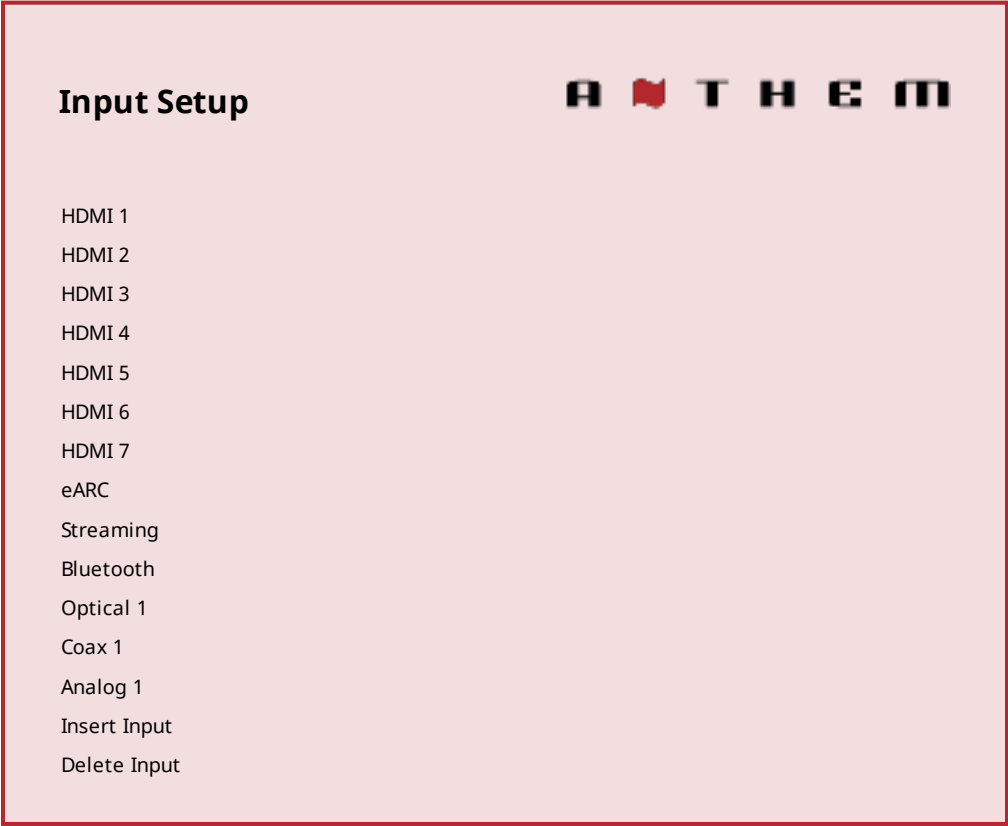 Input Setup
ANTHEM
HDMI 1
HDMI 2
HDMI 3
HDMI 4
HDMI 5
HDMI 6
HDMI 7
eARC
Streaming
Bluetooth
Optical 1
Coax 1
Analog 1
Insert Input
Delete Input